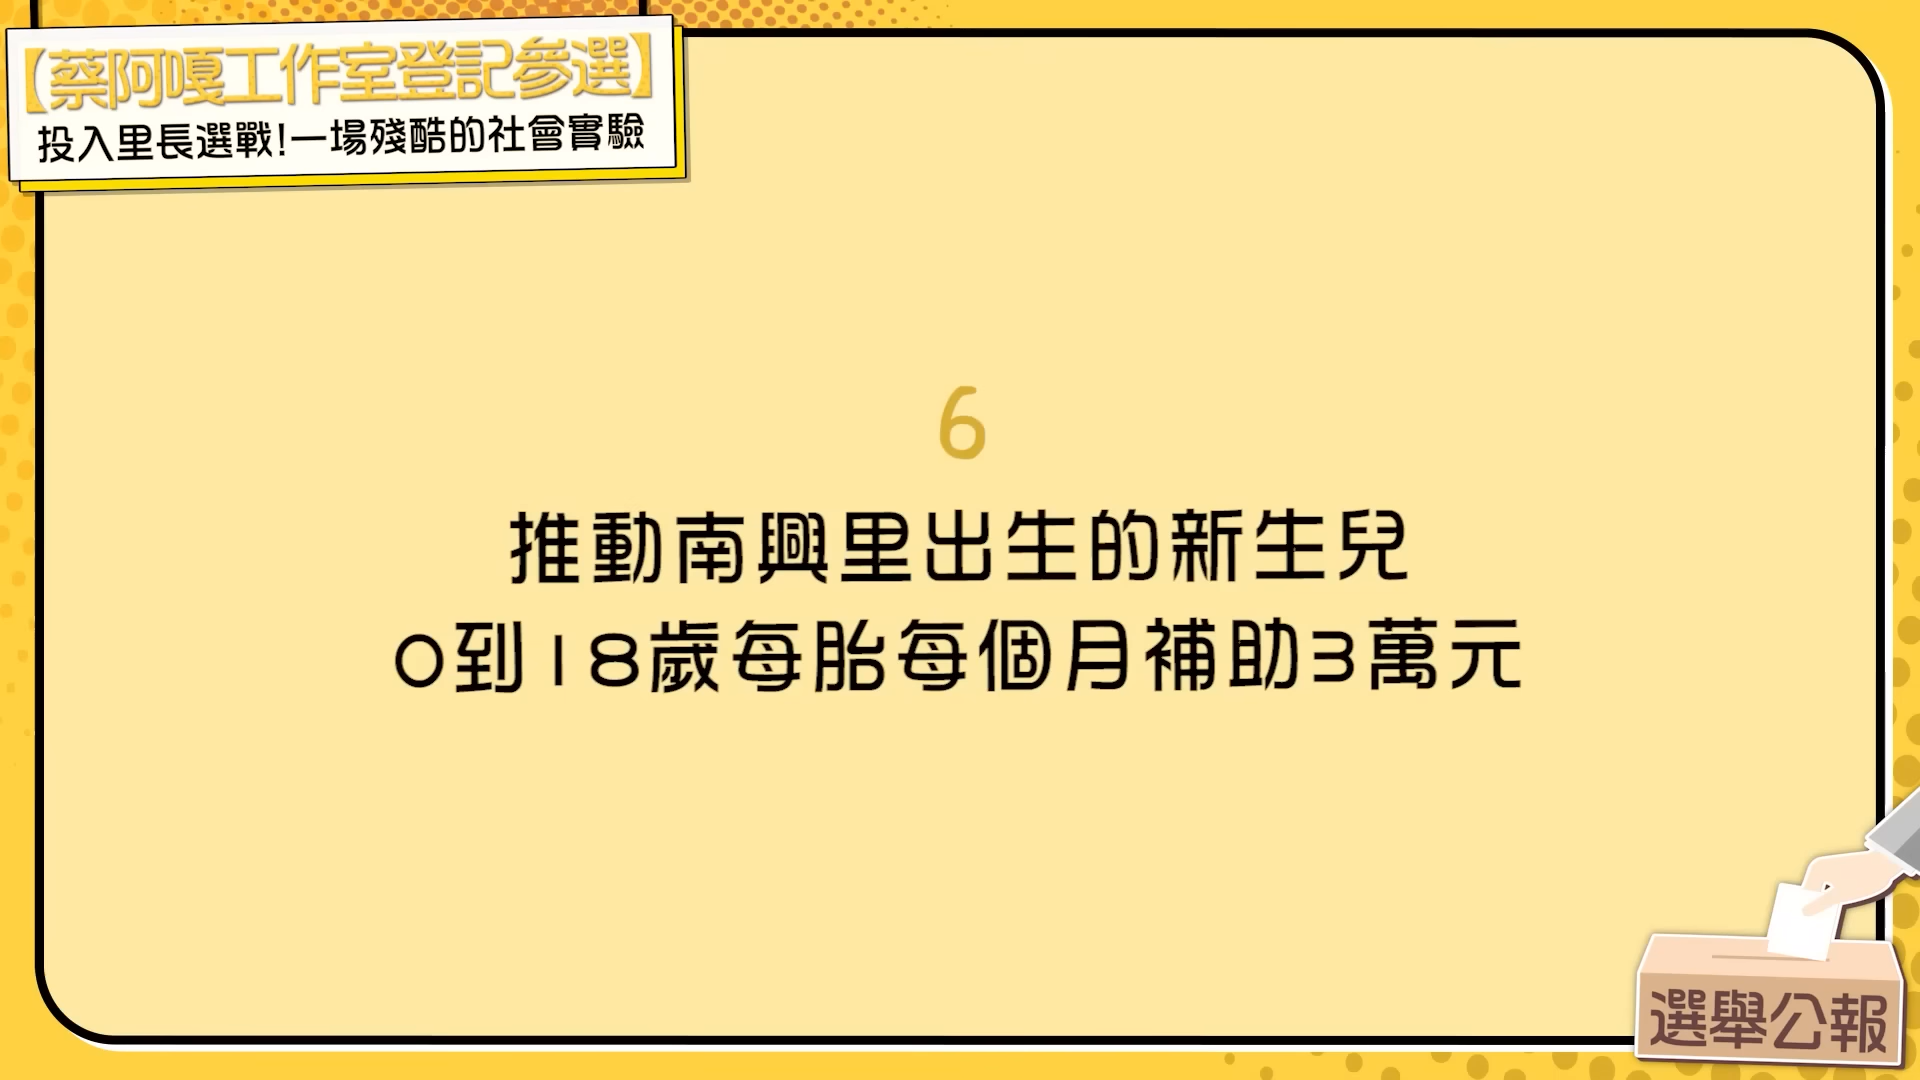 【蔡阿嘎工作室登記參選】
投入里長選戰!一場殘酷的社會實驗
6
推動南興里出生的新生兒
0到18歲每胎每個月補助3萬元
選舉公報